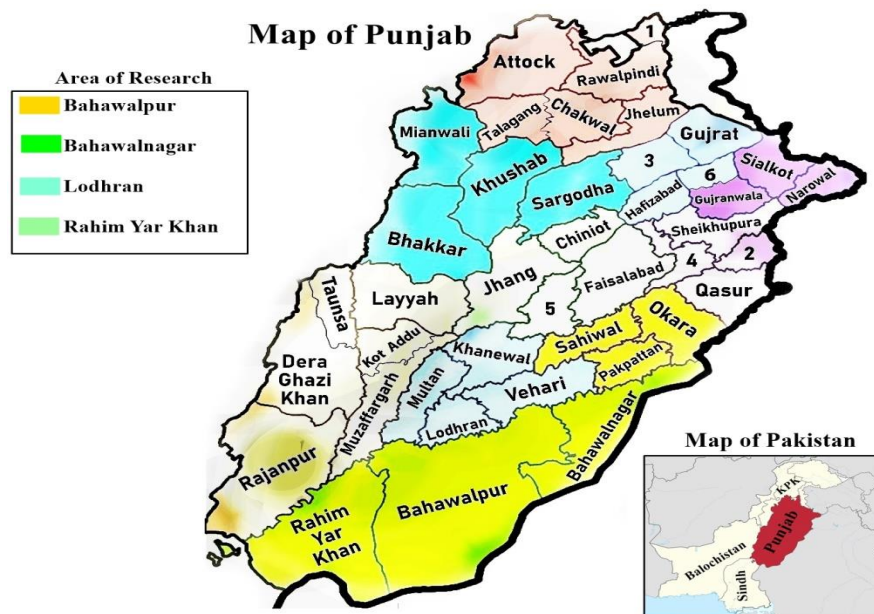 Map of Punjab
Area of Research
Bahawalpur
Bahawalnagar
Lodhran
Rahim Yar Khan
1
Attock
Rawalpindi
Talagang
Chakwal
Jhelum
Mianwali
Gujrat
Khushab
3
6
Sialkot
Narowal
Sargodha
Hafizabad
Gujranwala
Bhakkar
Sheikhupura
Chiniot
2
4
Taunsa
Layyah
Jhang
5
Faisalabad
Qasur
Kot Addu
Okara
Sahiwal
Khanewal
Dera
Ghazi
Khan
Pakpattan
Muzaffargarh
Multan
Vehari
Lodhran
Bahawalnagar
Rajanpur
Bahawalpur
Rahim
Yar
Khan
Map of Pakistan
KPK
Punjab
Balochistan
Sindh